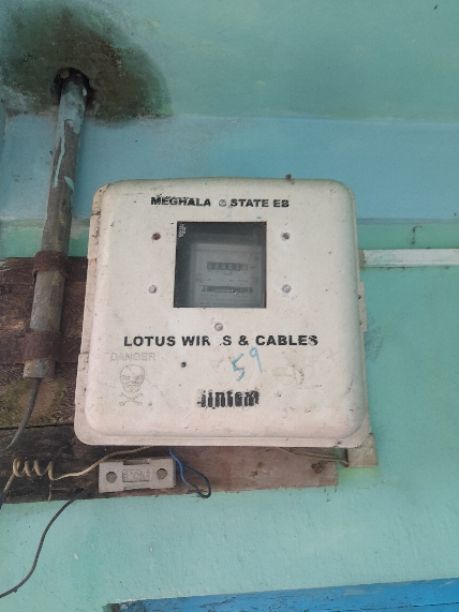 MEGHALA STATE EB
LOTUS WIR S & CABLES
DANGER
59